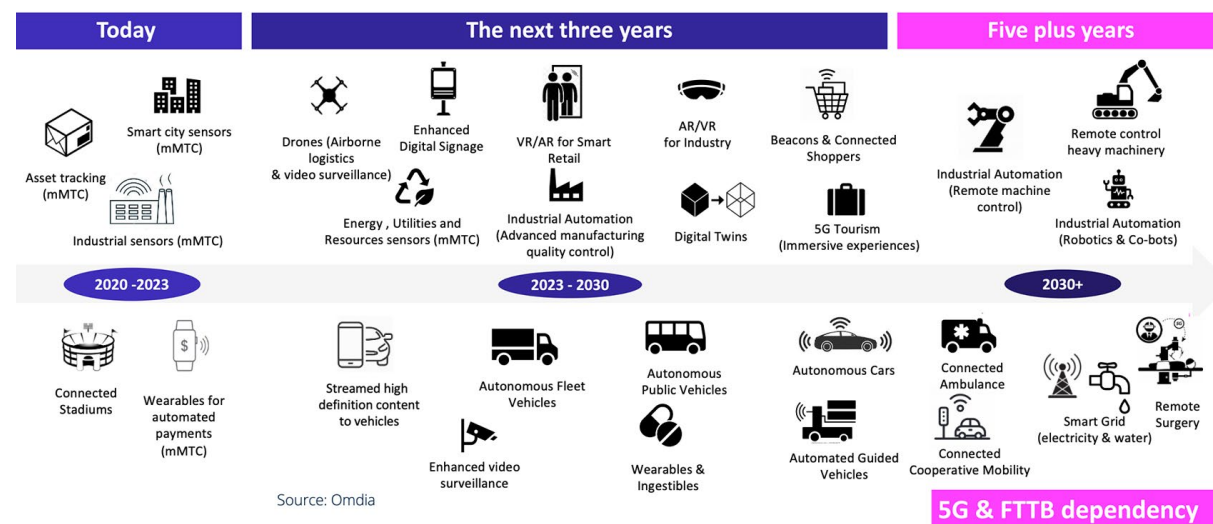 Today
The next three years
Five plus years
Smart city sensors
(mMTC)
Asset tracking
(mMTC)
Industrial sensors (mMTC)
Drones (Airborne
logistics
& video surveillance)
Enhanced
Digital Signage
VR/AR for Smart
Retail
AR/VR
for Industry
Beacons & Connected
Shoppers
Energy , Utilities and
Resources sensors (mMTC)
Industrial Automation
(Advanced manufacturing
quality control)
Digital Twins
5G Tourism
(Immersive experiences)
Industrial Automation
(Remote machine
control)
Remote control
heavy machinery
Industrial Automation
(Robotics & Co-bots)
2020 -2023
2023 - 2030
2030+
Connected
Stadiums
$
Wearables for
automated
payments
(mMTC)
Streamed high
definition content
to vehicles
Autonomous Fleet
Vehicles
Autonomous
Public Vehicles
Autonomous Cars
Enhanced video
surveillance
Wearables &
Ingestibles
Automated Guided
Vehicles
Connected
Ambulance
Connected
Cooperative Mobility
Smart Grid
(electricity & water)
Remote
Surgery
Source: Omdia
5G & FTTB dependency